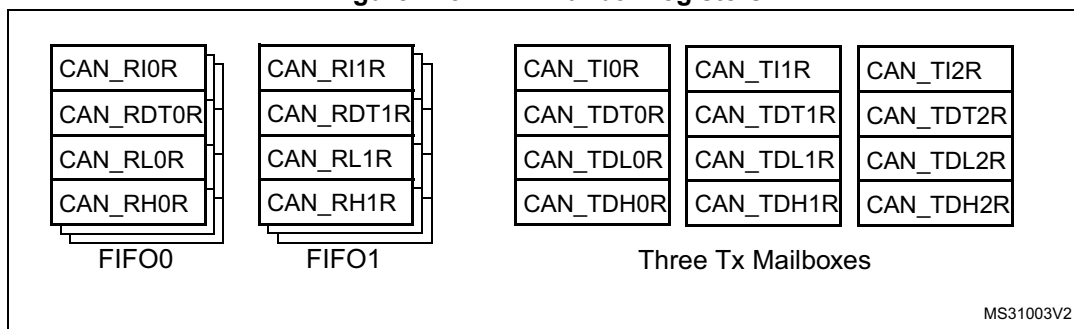 CAN_RI0R
CAN_RDT0R
CAN_RL0R
CAN_RH0R
FIFO0
CAN_RI1R
CAN_RDT1R
CAN_RL1R
CAN_RH1R
FIFO1
CAN_TI0R
CAN_TDT0R
CAN_TDL0R
CAN_TDH0R
CAN_TI1R
CAN_TDT1R
CAN_TDL1R
CAN_TDH1R
CAN_TI2R
CAN_TDT2R
CAN_TDL2R
CAN_TDH2R
Three Tx Mailboxes
MS31003V2